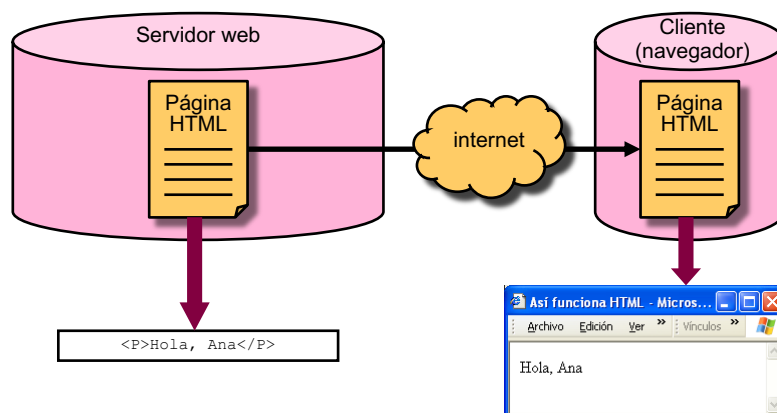 Servidor web
Cliente
(navegador)
Página
HTML
internet
Página
HTML
<P>Hola, Ana</P>
Así funciona HTML - Micros...
Archivo Edición Ver » Vínculos »
Hola, Ana